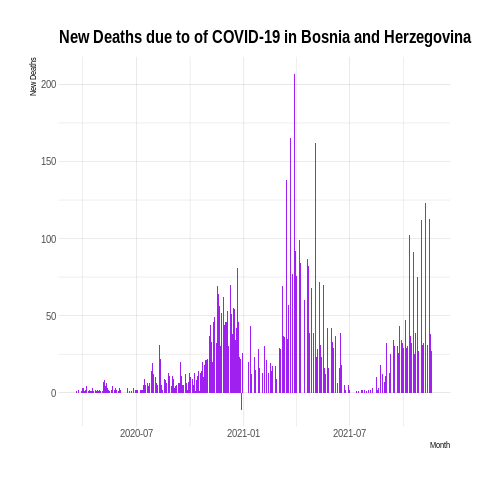 New Deaths due to of COVID-19 in Bosnia and Herzegovina
New Deaths
200
150
100
50
0
2020-07
2021-01
2021-07
Month